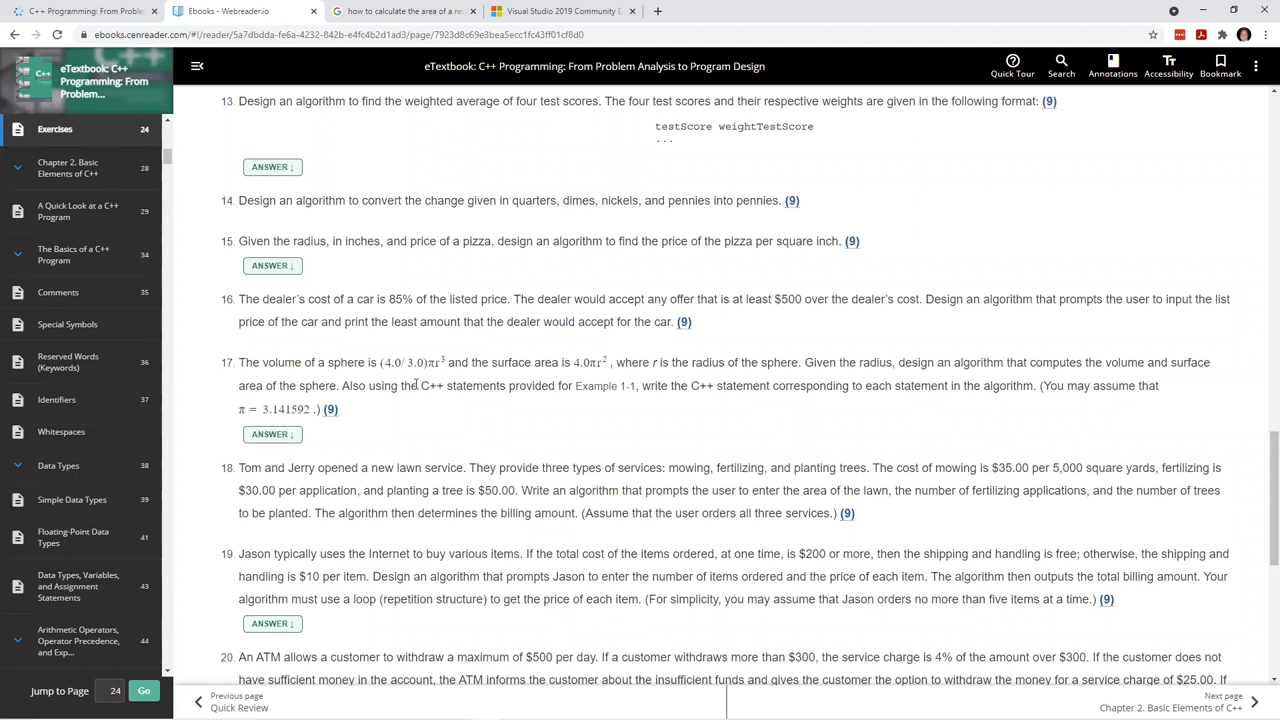 C++ Programming: From Problem
Ebooks - Webreader.io
how to calculate the area of a re
Visual Studio 2019 Community E
ebooks.cenreader.com/#!/reader/5a7dbdda-fe6a-4232-842b-e4fc4b2d1ad3/page/7923d8c69e3bea5ecc1fc43ff01cf8d0
C++
eTextbook: C++ Programming: From Problem...
eTextbook: C++ Programming: From Problem Analysis to Program Design
Quick Tour
Search
Annotations
Accessibility
Bookmark
Exercises 24
Chapter 2. Basic Elements of C++ 28
A Quick Look at a C++ Program 29
The Basics of a C++ Program 34
Comments 35
Special Symbols
Reserved Words (Keywords) 36
Identifiers 37
Whitespaces
Data Types 38
Simple Data Types 39
Floating-Point Data Types 41
Data Types, Variables, and Assignment Statements 43
Arithmetic Operators, Operator Precedence, and Exp... 44
Jump to Page 24 Go
13. Design an algorithm to find the weighted average of four test scores. The four test scores and their respective weights are given in the following format: (9)
testScore weightTestScore
...
ANSWER ↓
14. Design an algorithm to convert the change given in quarters, dimes, nickels, and pennies into pennies. (9)
15. Given the radius, in inches, and price of a pizza, design an algorithm to find the price of the pizza per square inch. (9)
ANSWER ↓
16. The dealer's cost of a car is 85% of the listed price. The dealer would accept any offer that is at least $500 over the dealer's cost. Design an algorithm that prompts the user to input the list
price of the car and print the least amount that the dealer would accept for the car. (9)
17. The volume of a sphere is (4.0/ 3.0)πr³ and the surface area is 4.0πr² , where r is the radius of the sphere. Given the radius, design an algorithm that computes the volume and surface
area of the sphere. Also using the C++ statements provided for Example 1-1, write the C++ statement corresponding to each statement in the algorithm. (You may assume that
π = 3.141592 .) (9)
ANSWER ↓
18. Tom and Jerry opened a new lawn service. They provide three types of services: mowing, fertilizing, and planting trees. The cost of mowing is $35.00 per 5,000 square yards, fertilizing is
$30.00 per application, and planting a tree is $50.00. Write an algorithm that prompts the user to enter the area of the lawn, the number of fertilizing applications, and the number of trees
to be planted. The algorithm then determines the billing amount. (Assume that the user orders all three services.) (9)
19. Jason typically uses the Internet to buy various items. If the total cost of the items ordered, at one time, is $200 or more, then the shipping and handling is free; otherwise, the shipping and
handling is $10 per item. Design an algorithm that prompts Jason to enter the number of items ordered and the price of each item. The algorithm then outputs the total billing amount. Your
algorithm must use a loop (repetition structure) to get the price of each item. (For simplicity, you may assume that Jason orders no more than five items at a time.) (9)
ANSWER ↓
20. An ATM allows a customer to withdraw a maximum of $500 per day. If a customer withdraws more than $300, the service charge is 4% of the amount over $300. If the customer does not
have sufficient money in the account, the ATM informs the customer about the insufficient funds and gives the customer the option to withdraw the money for a service charge of $25.00. If
Previous page
Quick Review
Next page
Chapter 2. Basic Elements of C++